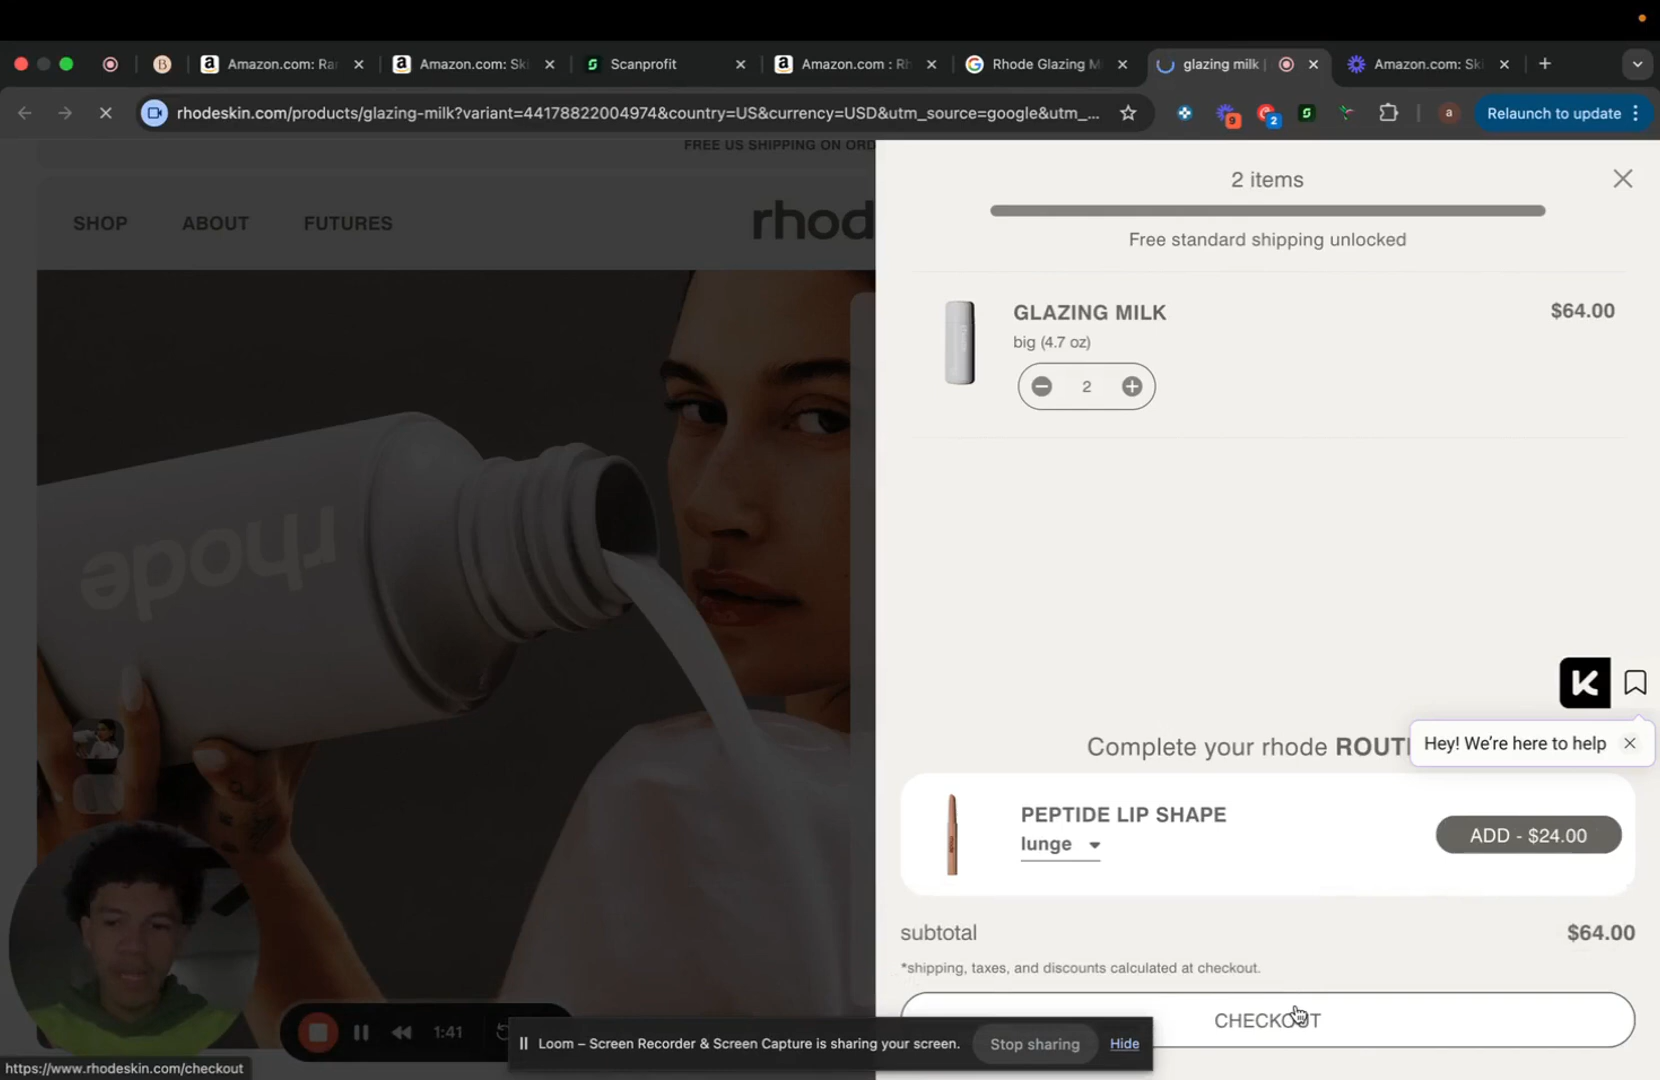 B
Amazon.com: Ra
Amazon.com: Ski
Scanprofit
Amazon.com : Rh
Rhode Glazing M
glazing milk |
Amazon.com: Ski
rhodeskin.com/products/glazing-milk?variant=44178822004974&country=US&currency=USD&utm_source=google&utm_...
9
2
a
Relaunch to update
FREE US SHIPPING ON ORD
SHOP
ABOUT
FUTURES
rhod
2 items
Free standard shipping unlocked
GLAZING MILK
$64.00
big (4.7 oz)
2
rhode
K
Complete your rhode ROUTI
Hey! We're here to help
PEPTIDE LIP SHAPE
lunge
ADD - $24.00
subtotal
$64.00
*shipping, taxes, and discounts calculated at checkout.
CHECKOUT
1:41
Loom – Screen Recorder & Screen Capture is sharing your screen.
Stop sharing
Hide
https://www.rhodeskin.com/checkout